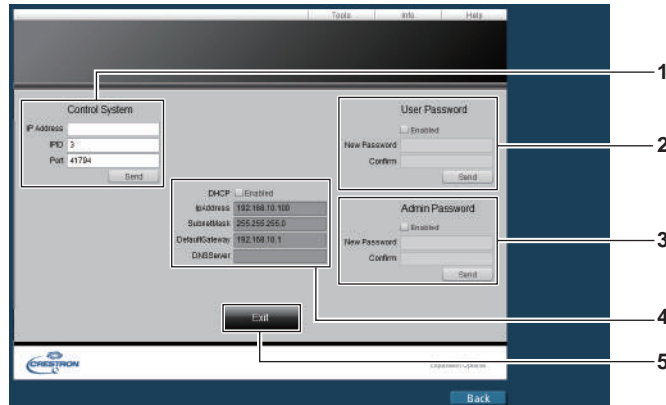 Tools Info Help
1
Control System
IP Address
IPID 3
Port 41794
Send
User Password
Enabled
New Password
Confirm
Send
2
DHCP Enabled
IpAddress 192.168.10.100
SubnetMask 255.255.255.0
DefaultGateway 192.168.10.1
DNSServer
Admin Password
Enabled
New Password
Confirm
Send
3
4
Exit
5
CRESTRON
Expansion Options
Back